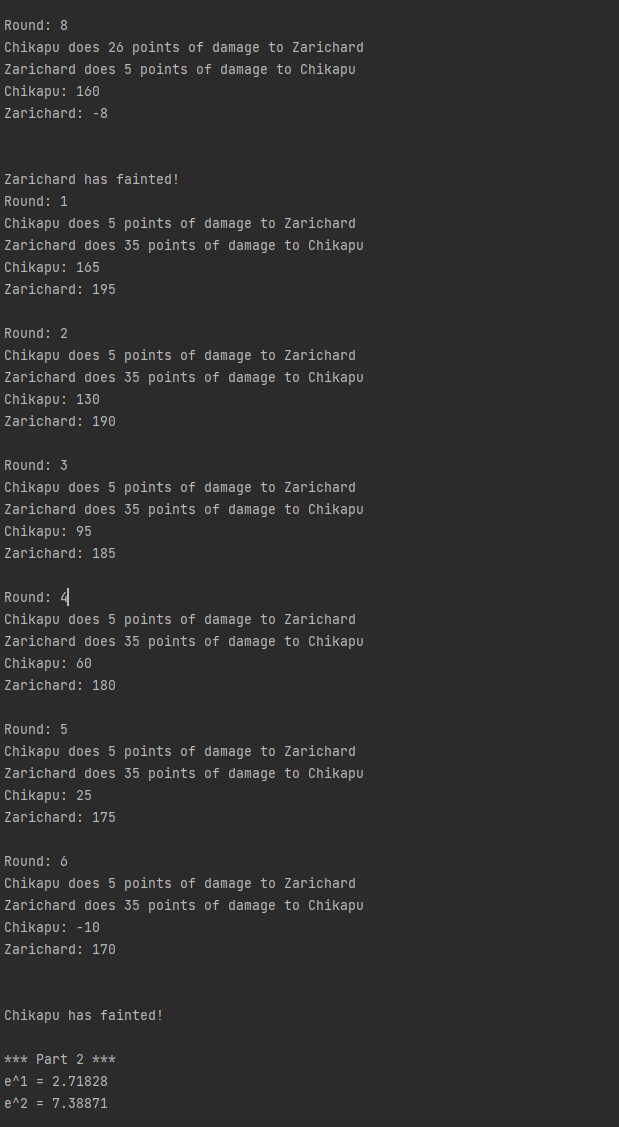 Round: 8
Chikapu does 26 points of damage to Zarichard
Zarichard does 5 points of damage to Chikapu
Chikapu: 160
Zarichard: -8
Zarichard has fainted!
Round: 1
Chikapu does 5 points of damage to Zarichard
Zarichard does 35 points of damage to Chikapu
Chikapu: 165
Zarichard: 195
Round: 2
Chikapu does 5 points of damage to Zarichard
Zarichard does 35 points of damage to Chikapu
Chikapu: 130
Zarichard: 190
Round: 3
Chikapu does 5 points of damage to Zarichard
Zarichard does 35 points of damage to Chikapu
Chikapu: 95
Zarichard: 185
Round: 4
Chikapu does 5 points of damage to Zarichard
Zarichard does 35 points of damage to Chikapu
Chikapu: 60
Zarichard: 180
Round: 5
Chikapu does 5 points of damage to Zarichard
Zarichard does 35 points of damage to Chikapu
Chikapu: 25
Zarichard: 175
Round: 6
Chikapu does 5 points of damage to Zarichard
Zarichard does 35 points of damage to Chikapu
Chikapu: -10
Zarichard: 170
Chikapu has fainted!
*** Part 2 ***
e^1 = 2.71828
e^2 = 7.38871